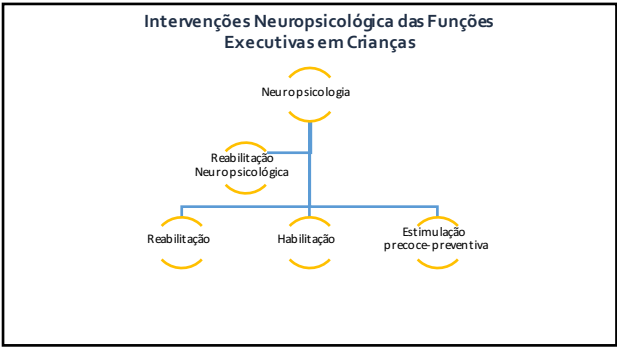 Intervenções Neuropsicológica das Funções
Executivas em Crianças
Neuropsicologia
Reabilitação
Neuropsicológica
Reabilitação
Habilitação
Estimulação
precoce-preventiva